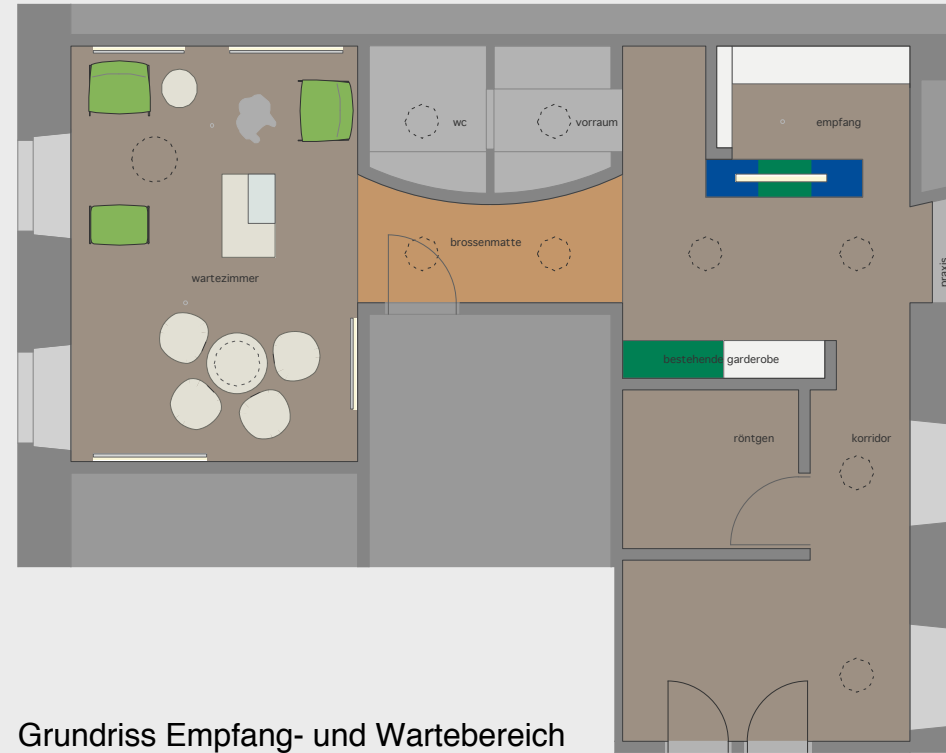 wc
vorraum
empfang
brossenmatte
praxis
wartezimmer
bestehende garderobe
röntgen
korridor
Grundriss Empfang- und Wartebereich